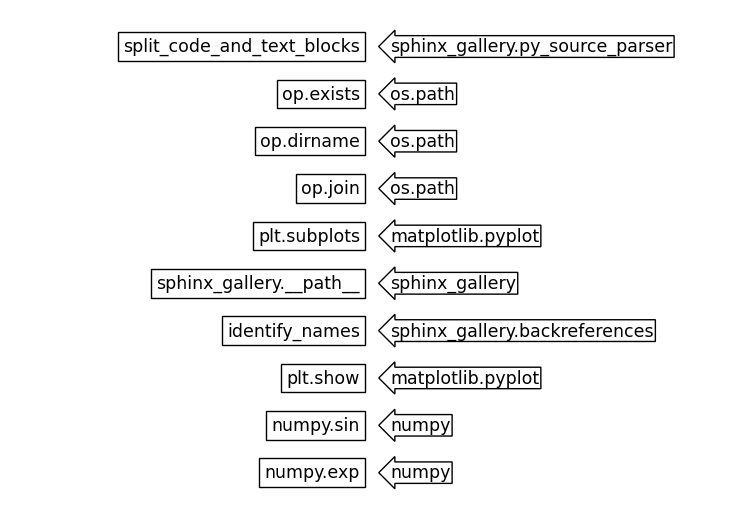 split_code_and_text_blocks sphinx_gallery.py_source_parser
op.exists os.path
op.dirname os.path
op.join os.path
plt.subplots matplotlib.pyplot
sphinx_gallery.__path__ sphinx_gallery
identify_names sphinx_gallery.backreferences
plt.show matplotlib.pyplot
numpy.sin numpy
numpy.exp numpy